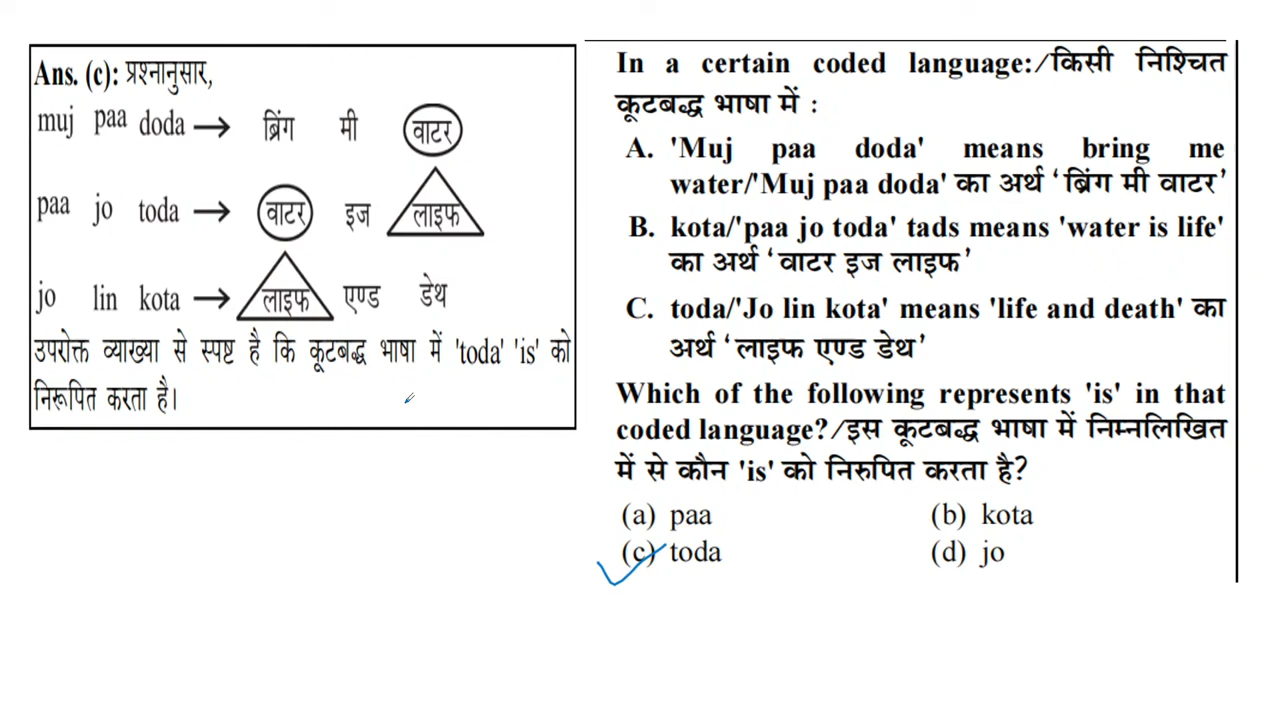 Ans. (c): प्रश्नानुसार,
muj paa doda → ब्रिंग मी वाटर
paa jo toda → वाटर इज लाइफ
jo lin kota → लाइफ एण्ड डेथ
उपरोक्त व्याख्या से स्पष्ट है कि कूटबद्ध भाषा में 'toda' 'is' को
निरूपित करता है।
In a certain coded language:/किसी निश्चित
कूटबद्ध भाषा में :
A. 'Muj paa doda' means bring me
water/'Muj paa doda' का अर्थ ‘ब्रिंग मी वाटर’
B. kota/'paa jo toda' tads means 'water is life'
का अर्थ ‘वाटर इज लाइफ’
C. toda/'Jo lin kota' means 'life and death' का
अर्थ ‘लाइफ एण्ड डेथ’
Which of the following represents 'is' in that
coded language?/इस कूटबद्ध भाषा में निम्नलिखित
में से कौन 'is' को निरुपित करता है?
(a) paa (b) kota
(c) toda (d) jo